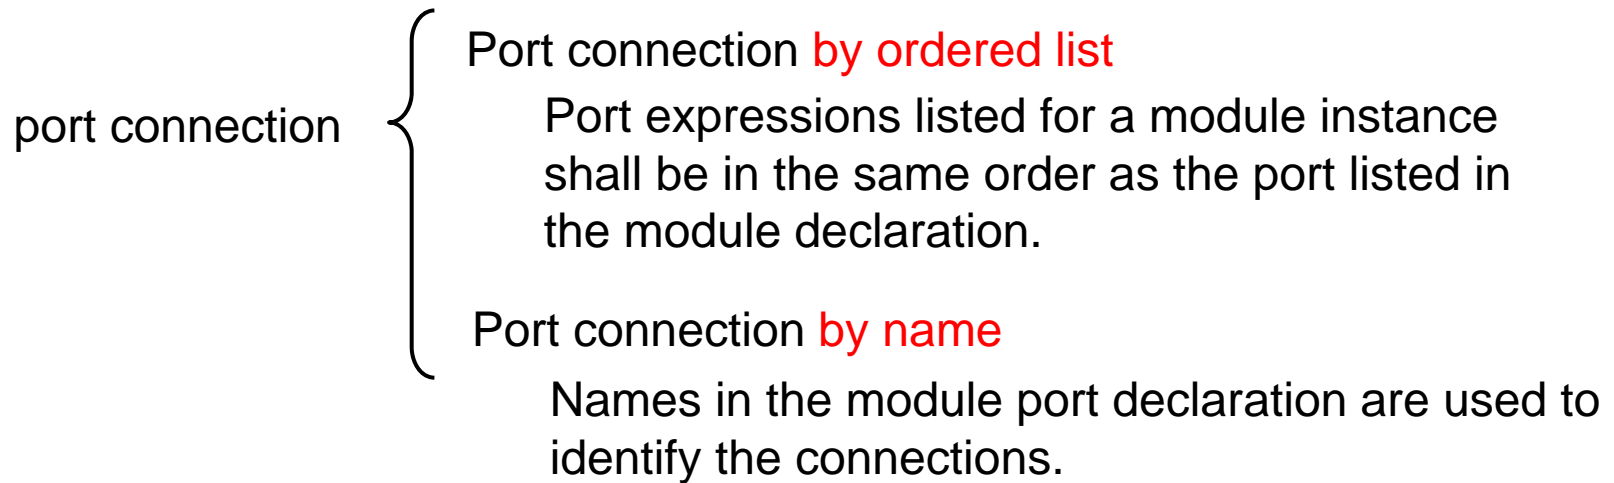 port connection
Port connection by ordered list
Port expressions listed for a module instance
shall be in the same order as the port listed in
the module declaration.
Port connection by name
Names in the module port declaration are used to
identify the connections.